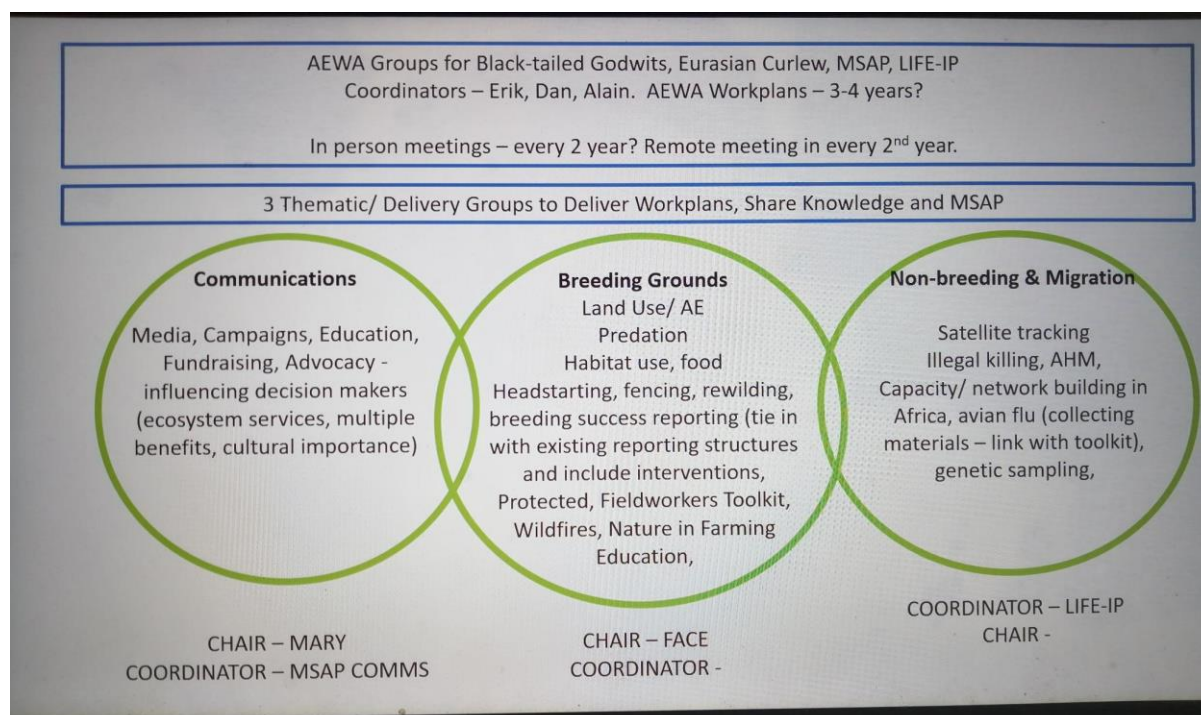 AEWA Groups for Black-tailed Godwits, Eurasian Curlew, MSAP, LIFE-IP
Coordinators – Erik, Dan, Alain. AEWA Workplans – 3-4 years?
In person meetings – every 2 year? Remote meeting in every 2nd year.
3 Thematic/ Delivery Groups to Deliver Workplans, Share Knowledge and MSAP
Communications
Media, Campaigns, Education,
Fundraising, Advocacy -
influencing decision makers
(ecosystem services, multiple
benefits, cultural importance)
CHAIR – MARY
COORDINATOR – MSAP COMMS
Breeding Grounds
Land Use/ AE
Predation
Habitat use, food
Headstarting, fencing, rewilding,
breeding success reporting (tie in
with existing reporting structures
and include interventions,
Protected, Fieldworkers Toolkit,
Wildfires, Nature in Farming
Education,
CHAIR – FACE
COORDINATOR -
Non-breeding & Migration
Satellite tracking
Illegal killing, AHM,
Capacity/ network building in
Africa, avian flu (collecting
materials – link with toolkit),
genetic sampling,
COORDINATOR – LIFE-IP
CHAIR -